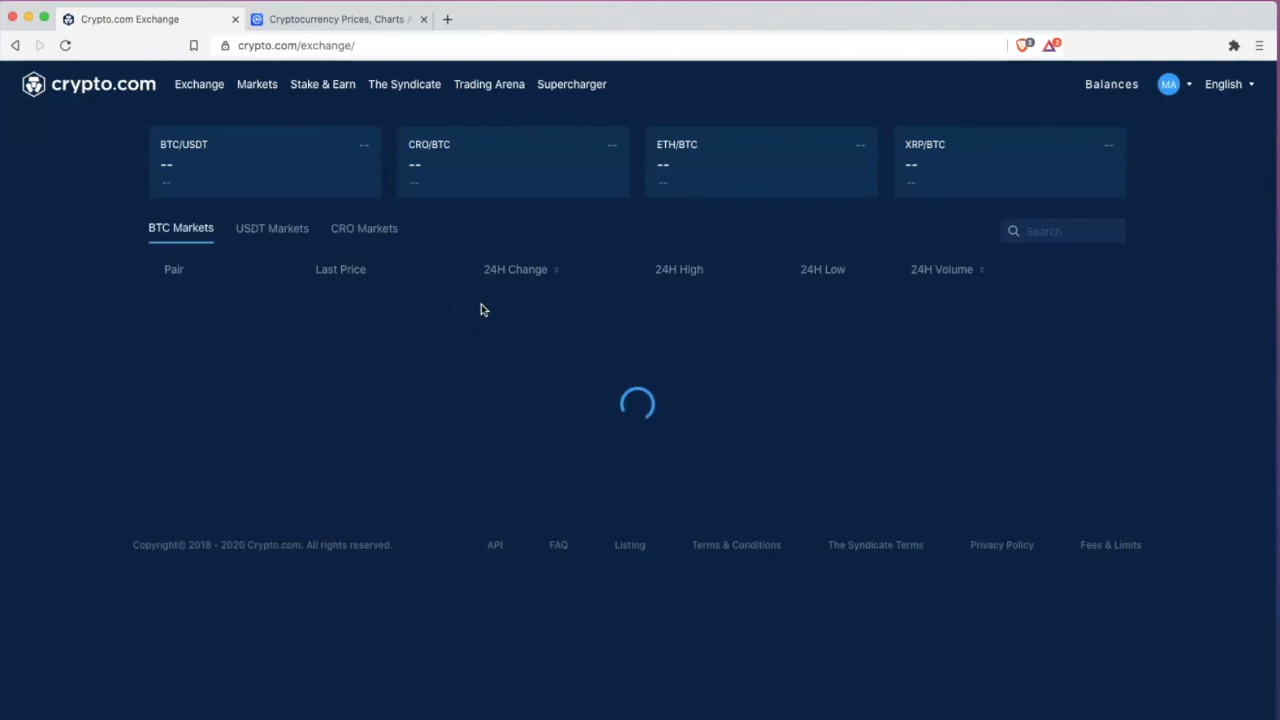 Crypto.com Exchange
Cryptocurrency Prices, Charts
crypto.com/exchange/
3
3
crypto.com Exchange Markets Stake & Earn The Syndicate Trading Arena Supercharger Balances MA English
BTC/USDT -- CRO/BTC -- ETH/BTC -- XRP/BTC --
-- -- -- --
-- -- -- --
BTC Markets USDT Markets CRO Markets Search
Pair Last Price 24H Change 24H High 24H Low 24H Volume
Copyright© 2018 - 2020 Crypto.com. All rights reserved. API FAQ Listing Terms & Conditions The Syndicate Terms Privacy Policy Fees & Limits